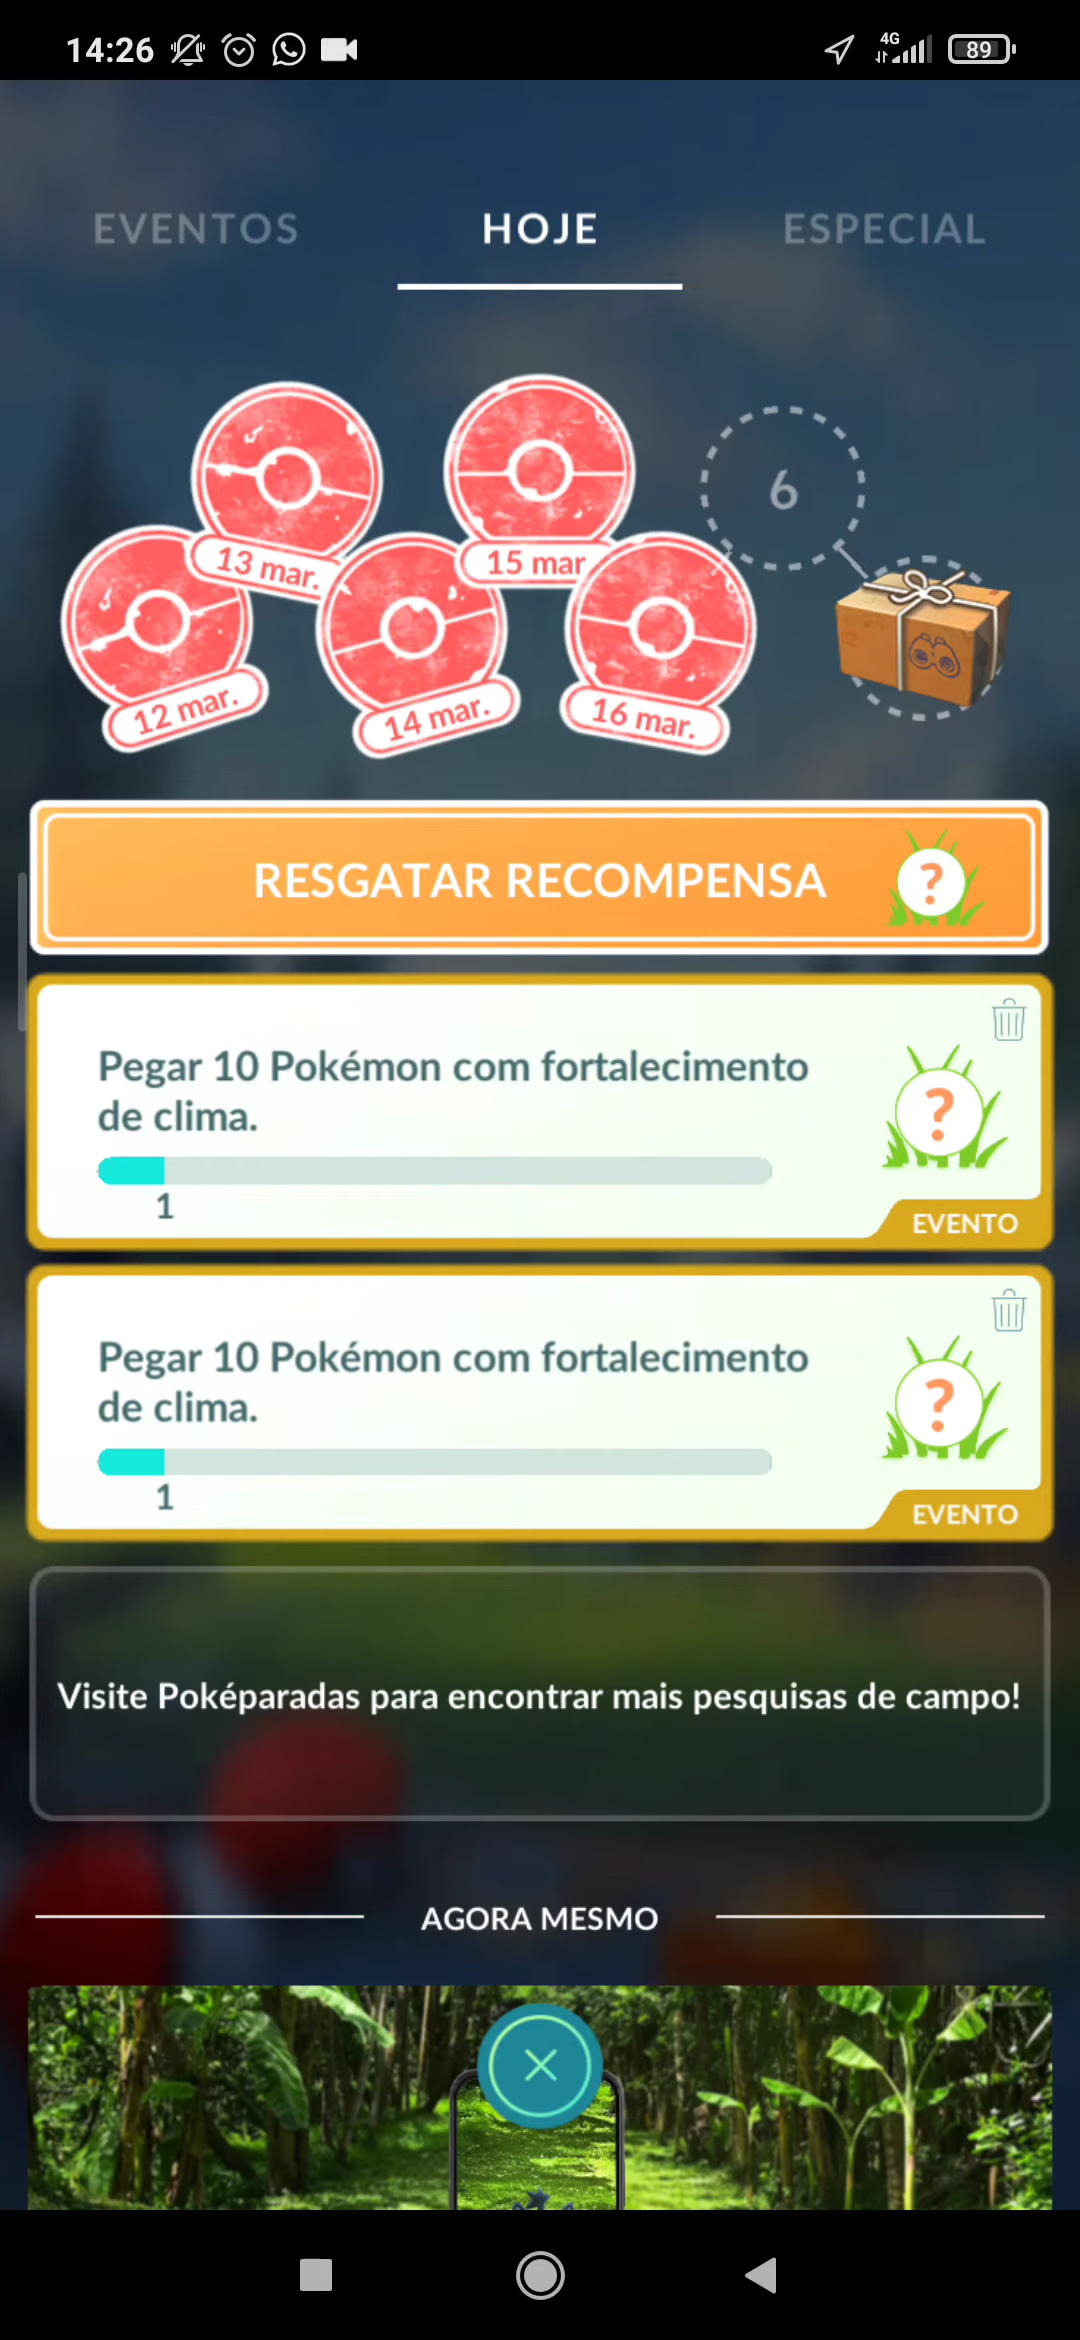 14:26
4G
89
EVENTOS
HOJE
ESPECIAL
13 mar.
15 mar.
6
12 mar.
14 mar.
16 mar.
RESGATAR RECOMPENSA
?
Pegar 10 Pokémon com fortalecimento
de clima.
?
1
EVENTO
Pegar 10 Pokémon com fortalecimento
de clima.
?
1
EVENTO
Visite Poképaradas para encontrar mais pesquisas de campo!
AGORA MESMO